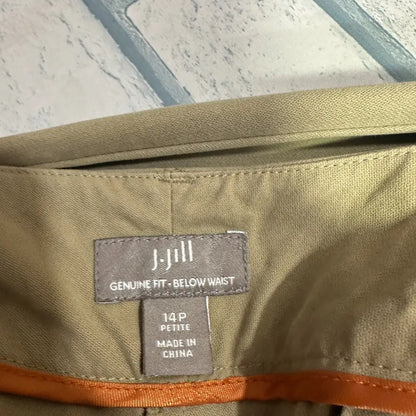 J.Jill
GENUINE FIT • BELOW WAIST
14P
PETITE
MADE IN
CHINA